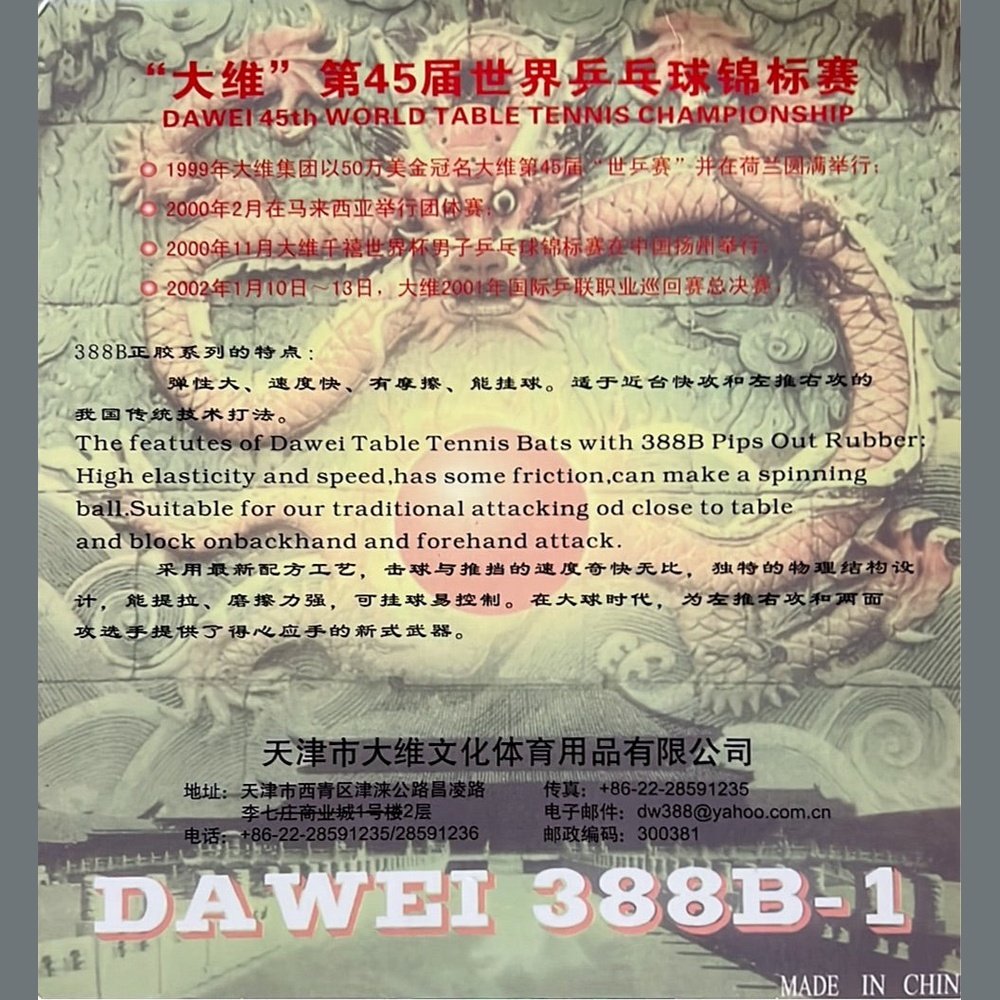 “大维”第45届世界乒乓球锦标赛
DAWEI 45th WORLD TABLE TENNIS CHAMPIONSHIP
1999年大维集团以50万美金冠名大维第45届“世乒赛”并在荷兰圆满举行；
2000年2月在马来西亚举行团体赛；
2000年11月大维千禧世界杯男子乒乓球锦标赛在中国扬州举行；
2002年1月10日～13日，大维2001年国际乒联职业巡回赛总决赛；
388B正胶系列的特点：
弹性大、速度快、有摩擦、能挂球。适于近台快攻和左推右攻的
我国传统技术打法。
The featutes of Dawei Table Tennis Bats with 388B Pips Out Rubber:
High elasticity and speed,has some friction,can make a spinning
ball.Suitable for our traditional attacking od close to table
and block onbackhand and forehand attack.
采用最新配方工艺，击球与推挡的速度奇快无比，独特的物理结构设
计，能提拉、磨擦力强，可挂球易控制。在大球时代，为左推右攻和两面
攻选手提供了得心应手的新式武器。
天津市大维文化体育用品有限公司
地址：天津市西青区津涞公路昌凌路 传真：+86-22-28591235
李七庄商业城1号楼2层 电子邮件：dw388@yahoo.com.cn
电话：+86-22-28591235/28591236 邮政编码：300381
DAWEI 388B-1
MADE IN CHIN